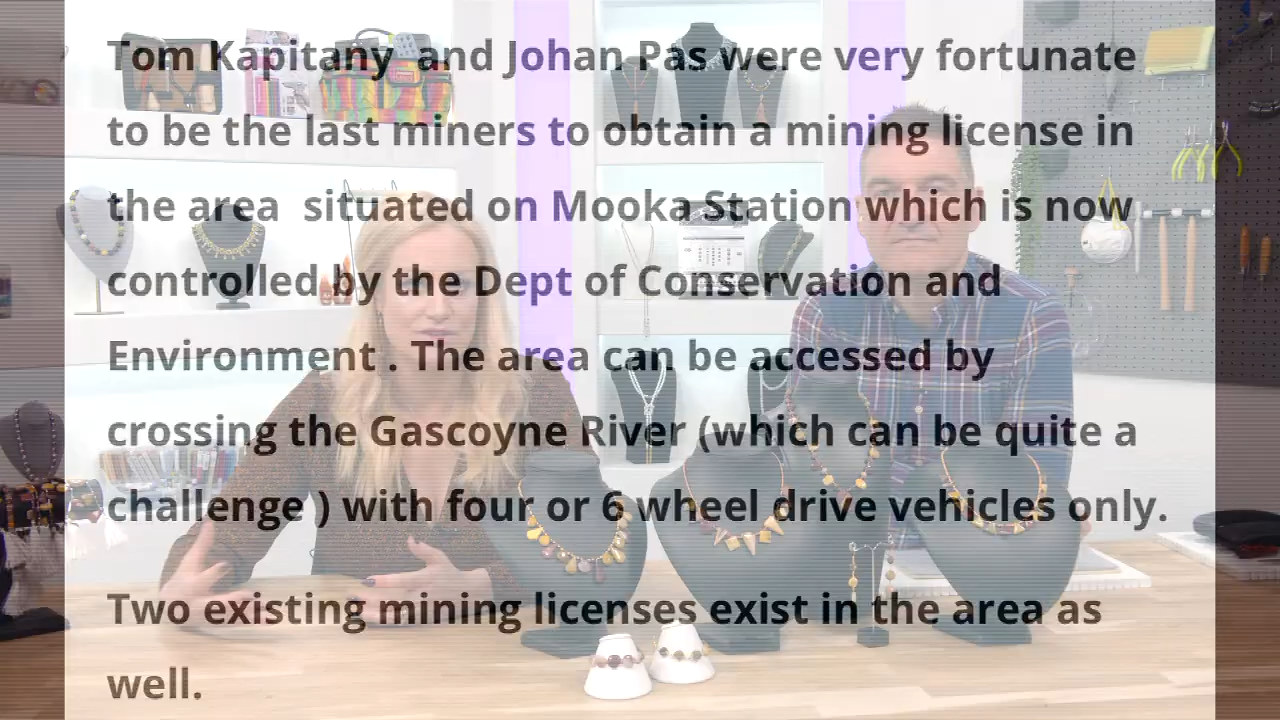 Tom Kapitany  and Johan Pas were very fortunate
to be the last miners to obtain a mining license in
the area  situated on Mooka Station which is now
controlled by the Dept of Conservation and
Environment . The area can be accessed by
crossing the Gascoyne River (which can be quite a
challenge ) with four or 6 wheel drive vehicles only.
Two existing mining licenses exist in the area as
well.